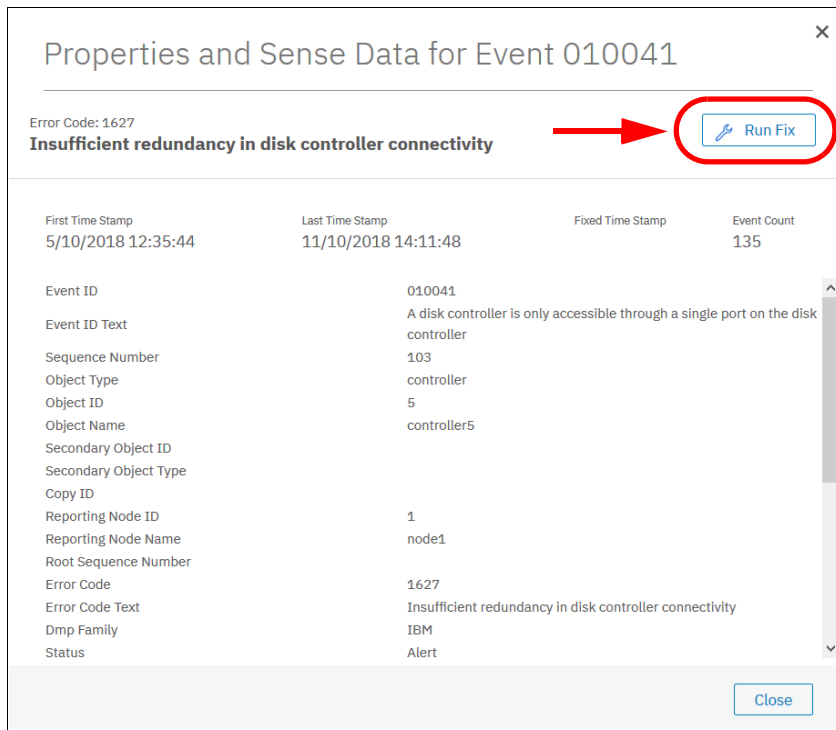 Properties and Sense Data for Event 010041
Error Code: 1627
Insufficient redundancy in disk controller connectivity
Run Fix
First Time Stamp Last Time Stamp Fixed Time Stamp Event Count
5/10/2018 12:35:44 11/10/2018 14:11:48 135
Event ID 010041
Event ID Text A disk controller is only accessible through a single port on the disk
controller
Sequence Number 103
Object Type controller
Object ID 5
Object Name controller5
Secondary Object ID
Secondary Object Type
Copy ID
Reporting Node ID 1
Reporting Node Name node1
Root Sequence Number
Error Code 1627
Error Code Text Insufficient redundancy in disk controller connectivity
Dmp Family IBM
Status Alert
Close